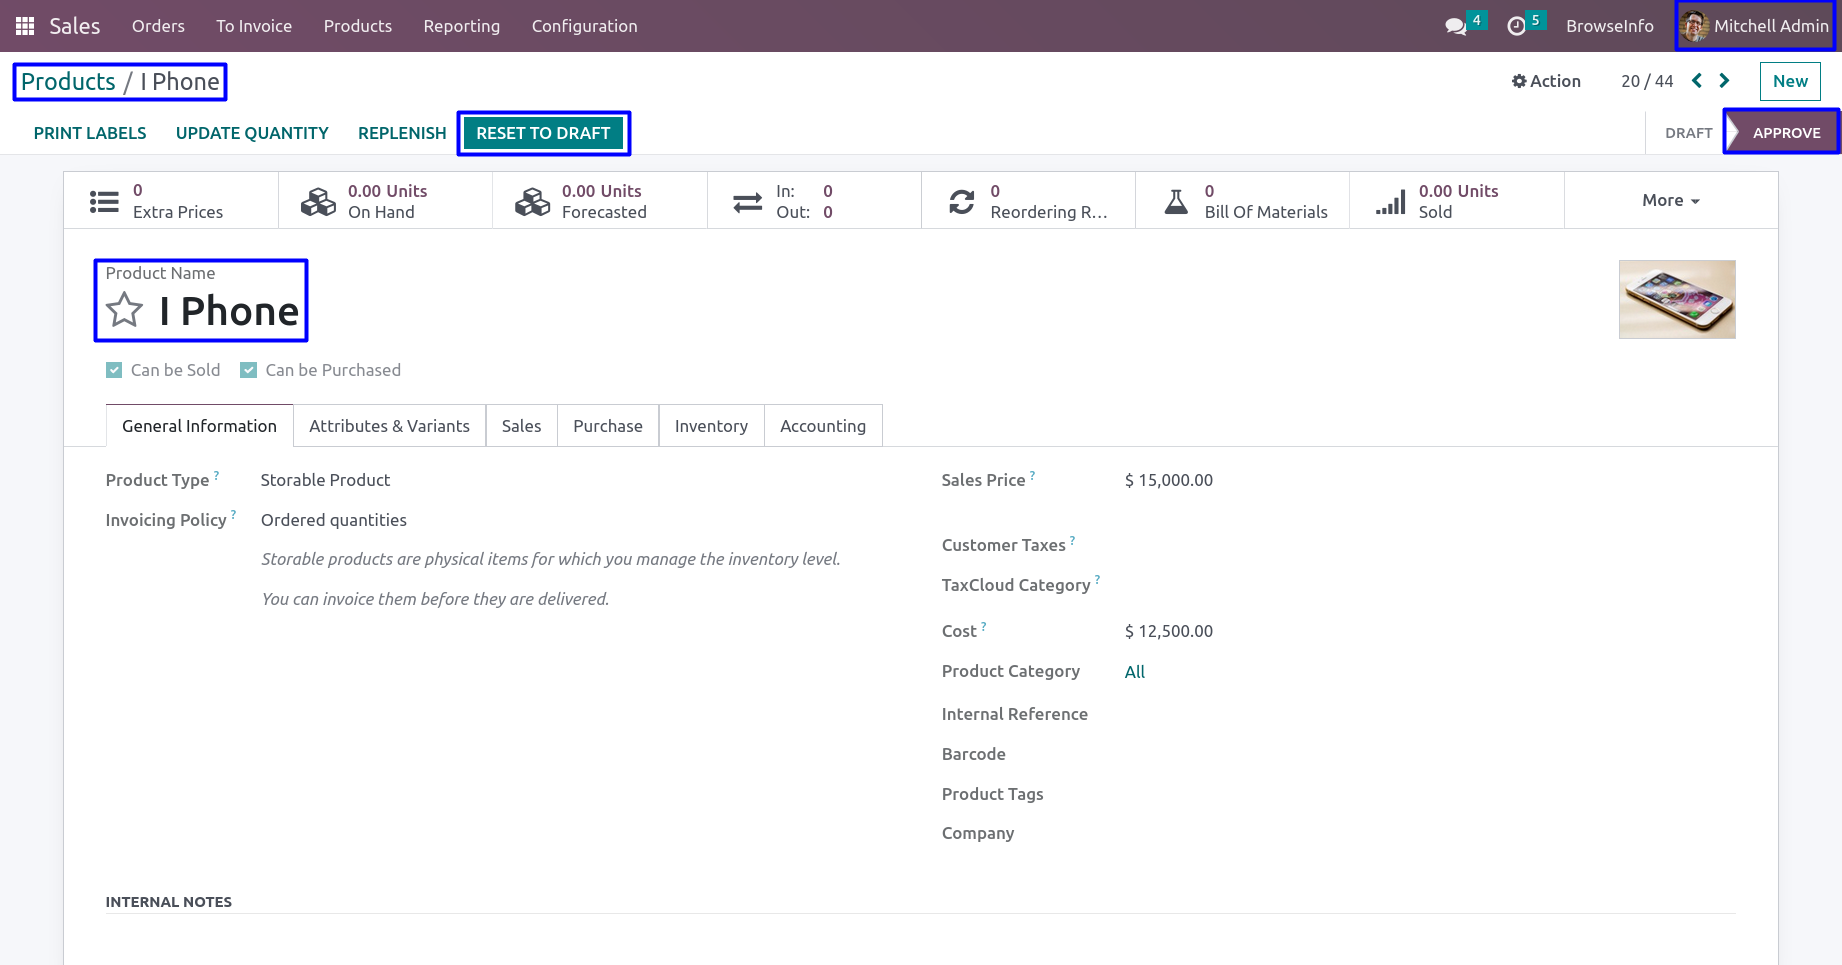 Sales Orders To Invoice Products Reporting Configuration 4 5 BrowseInfo Mitchell Admin
Products / I Phone Action 20 / 44 New
PRINT LABELS UPDATE QUANTITY REPLENISH RESET TO DRAFT DRAFT APPROVE
0 0.00 Units 0.00 Units In: 0 0 0 0.00 Units
Extra Prices On Hand Forecasted Out: 0 Reordering R... Bill Of Materials Sold More
Product Name
I Phone
Can be Sold Can be Purchased
General Information Attributes & Variants Sales Purchase Inventory Accounting
Product Type ? Storable Product Sales Price ? $ 15,000.00
Invoicing Policy ? Ordered quantities
Storable products are physical items for which you manage the inventory level. Customer Taxes ?
You can invoice them before they are delivered. TaxCloud Category ?
Cost ? $ 12,500.00
Product Category All
Internal Reference
Barcode
Product Tags
Company
INTERNAL NOTES